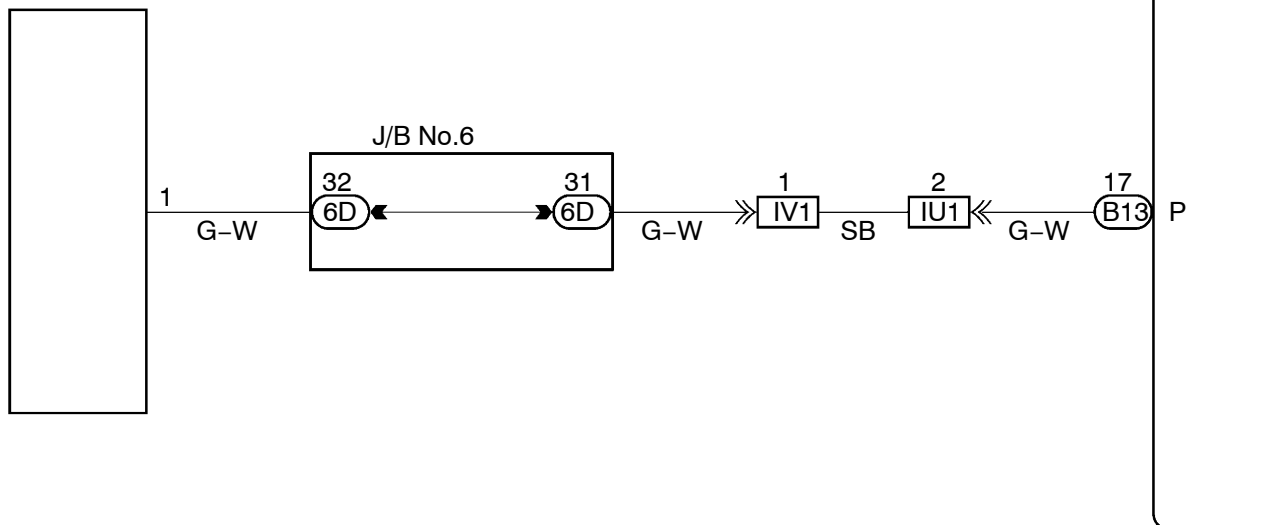 J/B No.6
32 31 1 2 17
1
6D 6D IV1 IU1 B13 P
G–W G–W SB G–W